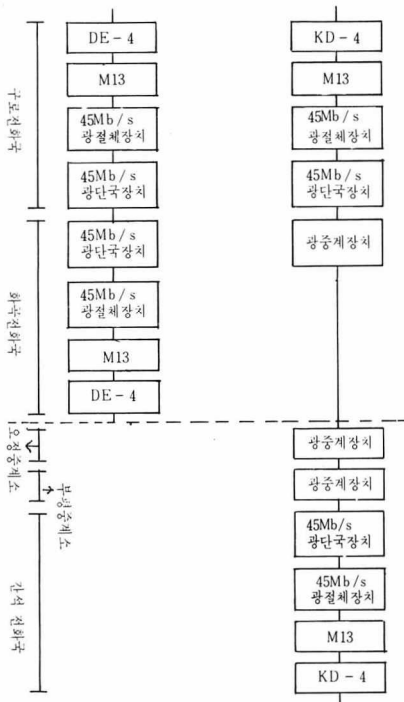 DE-4
M13
45Mb/s
광절체장치
45Mb/s
광단국장치
45Mb/s
광단국장치
45Mb/s
광절체장치
M13
DE-4
KD-4
M13
45Mb/s
광절체장치
45Mb/s
광단국장치
광중계장치
광중계장치
광중계장치
45Mb/s
광단국장치
45Mb/s
광절체장치
M13
KD-4
구로전화국
화곡전화국
오정중계소
부평중계소
간석 전화국